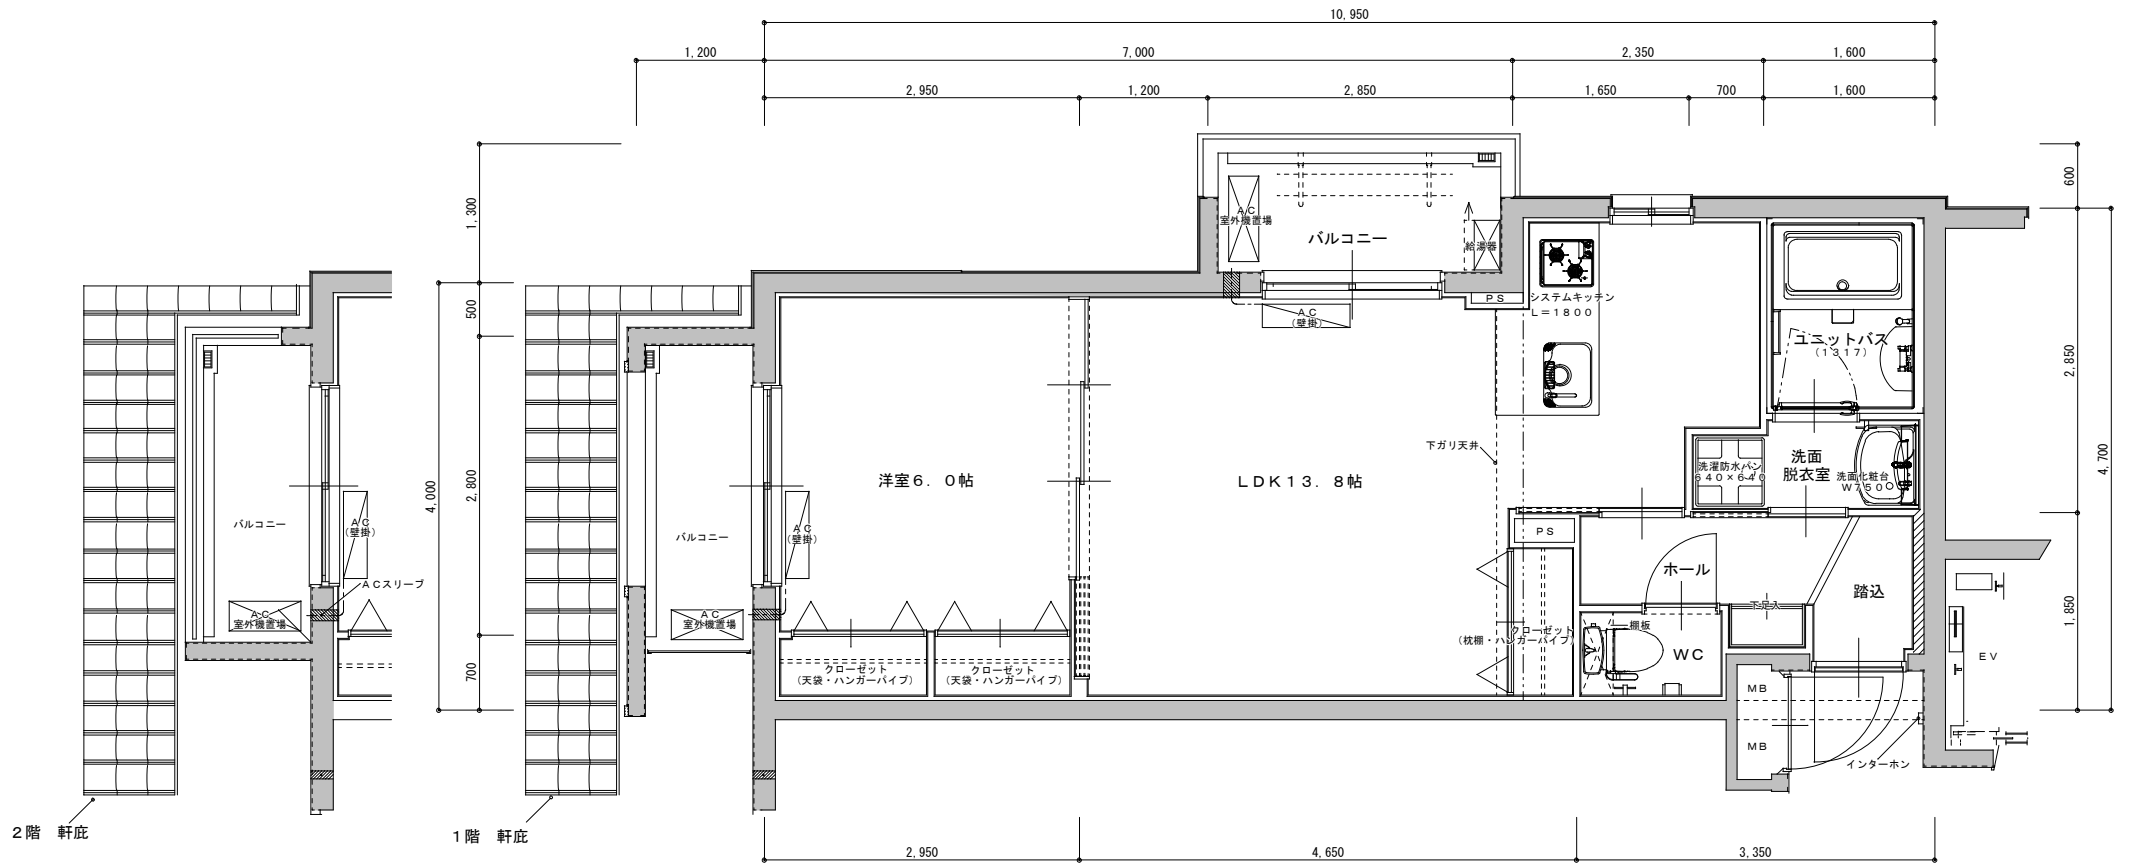 10,950
1,200
7,000
2,350
1,600
2,950
1,200
2,850
1,650
700
1,600
1,300
500
2,800
4,000
700
600
2,850
4,700
1,850
AC
室外機置場
バルコニー
給湯器
AC
(壁掛)
PS
システムキッチン
L=1800
ユニットバス
(1317)
下ガリ天井
洗濯防水パン
640×640
洗面
脱衣室
洗面化粧台
W750
洋室6.0帖
LDK13.8帖
バルコニー
AC
(壁掛)
ACスリーブ
AC
室外機置場
バルコニー
AC
(壁掛)
AC
室外機置場
PS
ホール
踏込
下足入
クローゼット
(枕棚・ハンガーパイプ)
棚板
WC
クローゼット
(天袋・ハンガーパイプ)
クローゼット
(天袋・ハンガーパイプ)
EV
MB
MB
インターホン
2階 軒庇
1階 軒庇
2,950
4,650
3,350